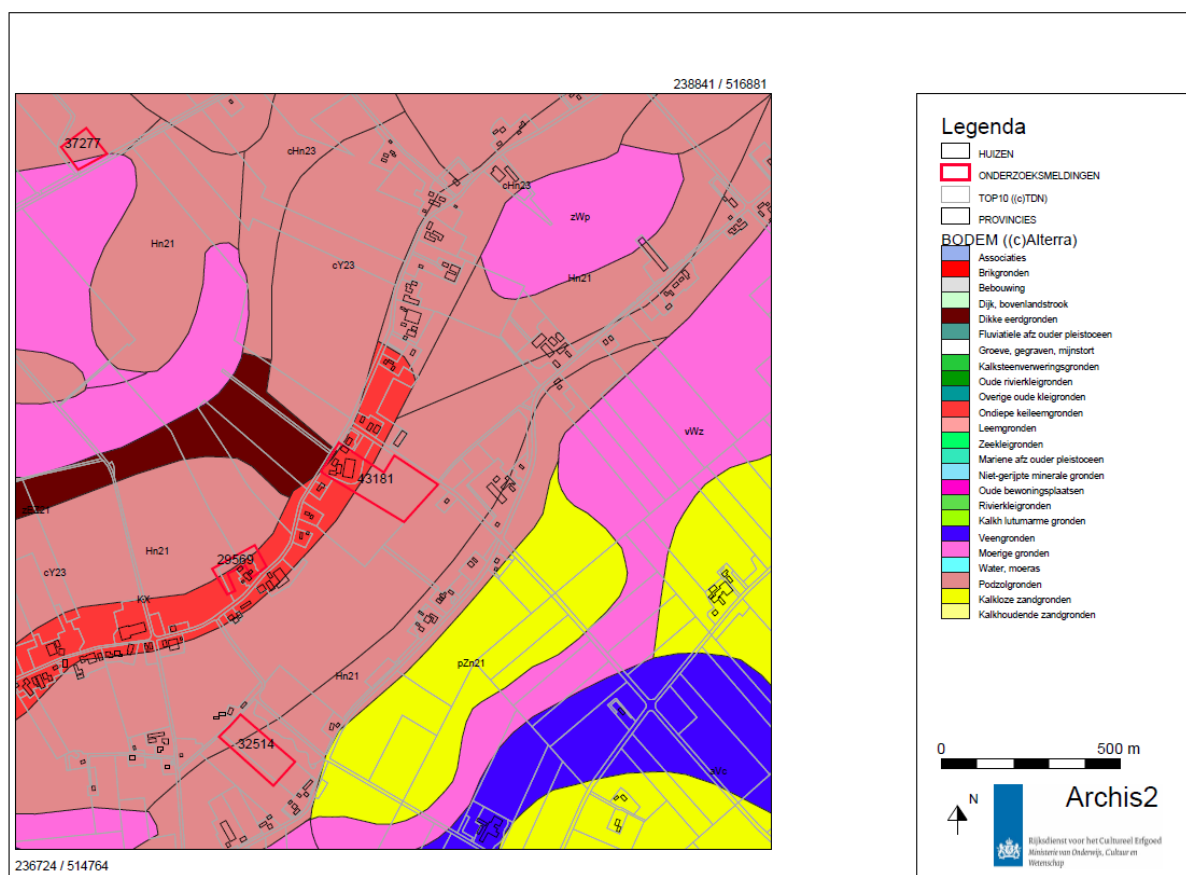 238841 / 516881
37277
cHn23
cHn23
zWp
Hn21
cY23
Hn21
vWz
43181
Hn21
29569
cY23
KX
pZn21
Hn21
32514
236724 / 514764
Legenda
HUIZEN
ONDERZOEKSMELDINGEN
TOP10 ((c)TDN)
PROVINCIES
BODEM ((c)Alterra)
Associaties
Brikgronden
Bebouwing
Dijk, bovenlandstrook
Dikke eerdgronden
Fluviatiele afz ouder pleistoceen
Groeve, gegraven, mijnstort
Kalksteenverweringsgronden
Oude rivierkleigronden
Overige oude kleigronden
Ondiepe keileemgronden
Leemgronden
Zeekleigronden
Mariene afz ouder pleistoceen
Niet-gerijpte minerale gronden
Oude bewoningsplaatsen
Rivierkleigronden
Kalkh lutumarme gronden
Veengronden
Moerige gronden
Water, moeras
Podzolgronden
Kalkloze zandgronden
Kalkhoudende zandgronden
0 500 m
N
Archis2
Rijksdienst voor het Cultureel Erfgoed
Ministerie van Onderwijs, Cultuur en
Wetenschap